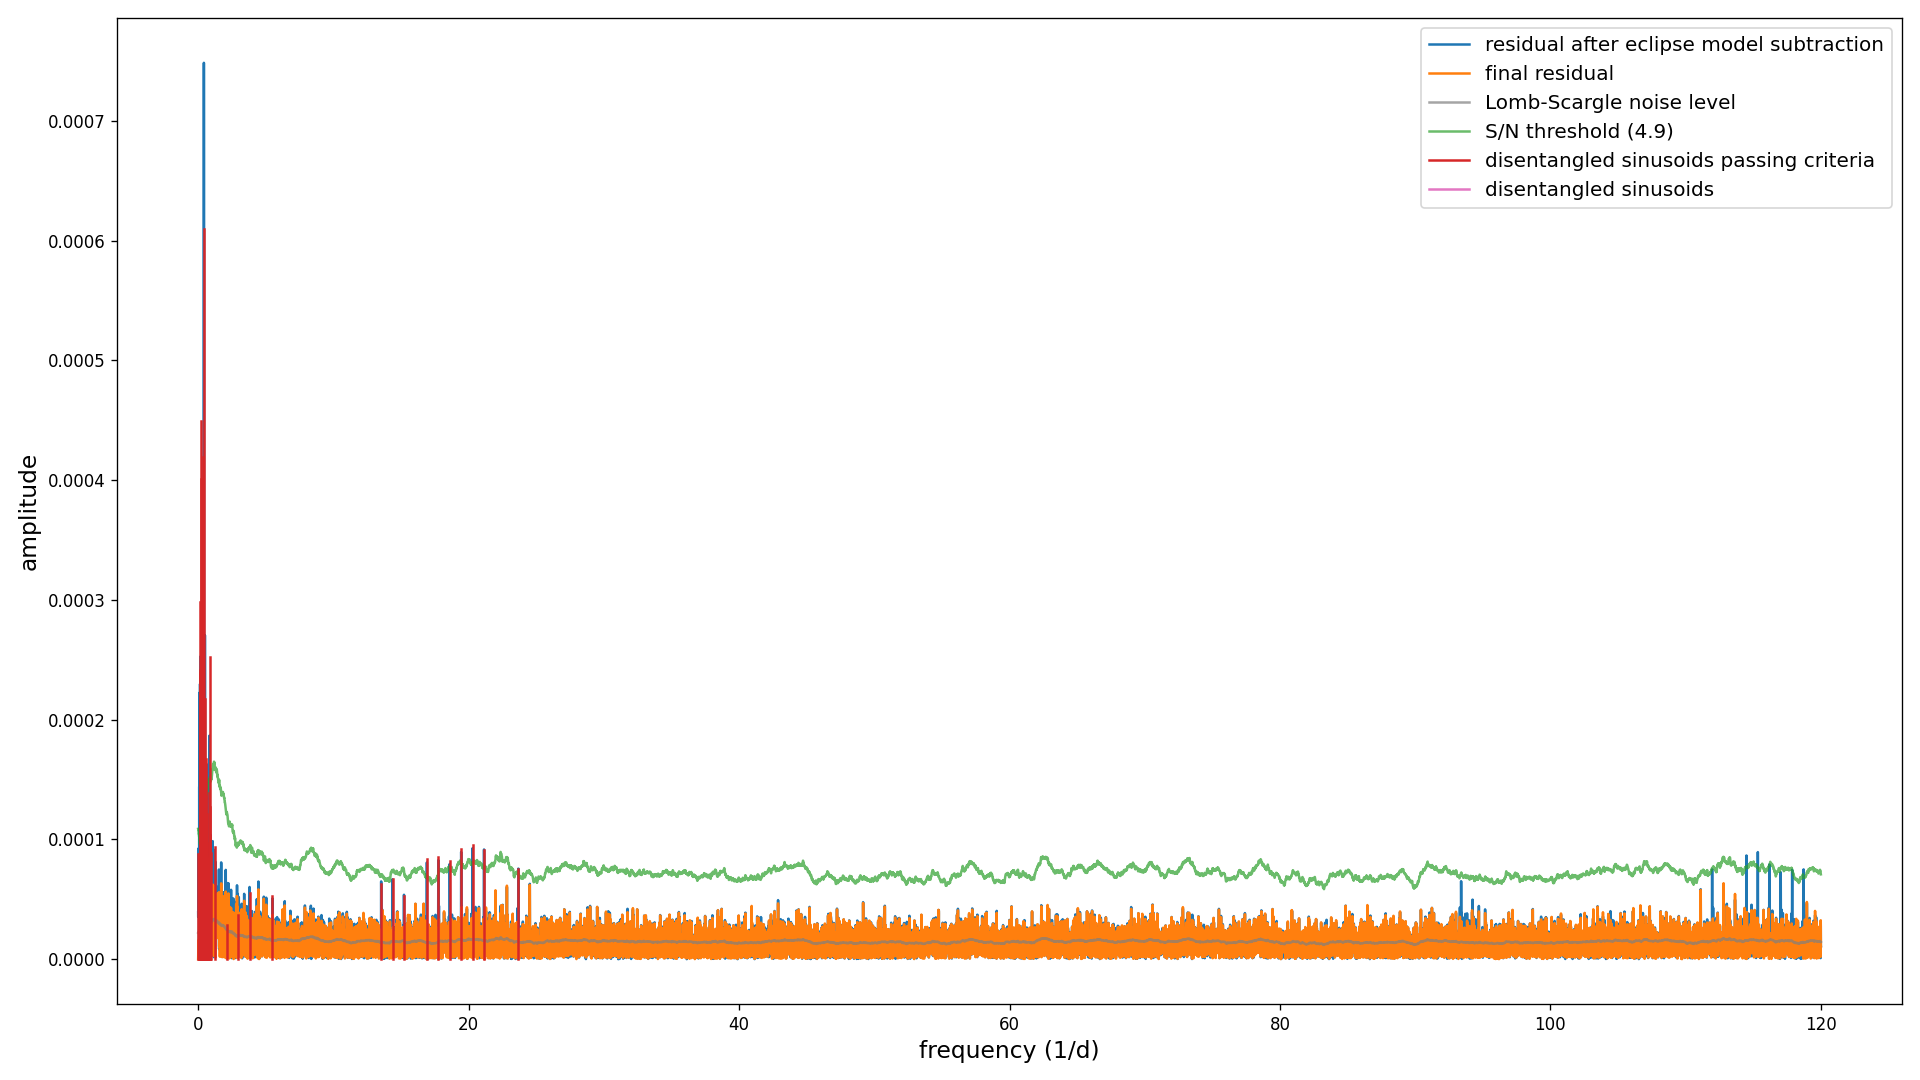 residual after eclipse model subtraction
final residual
Lomb-Scargle noise level
S/N threshold (4.9)
disentangled sinusoids passing criteria
disentangled sinusoids
0.0007
0.0006
0.0005
0.0004
0.0003
0.0002
0.0001
0.0000
amplitude
0 20 40 60 80 100 120
frequency (1/d)